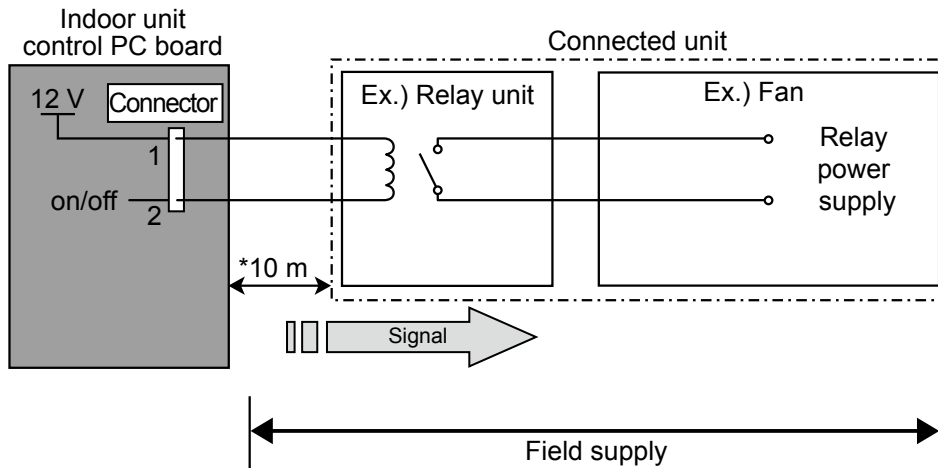 Indoor unit
control PC board
Connected unit
12 V
Connector
1
on/off
2
Ex.) Relay unit
Ex.) Fan
Relay
power
supply
*10 m
Signal
Field supply